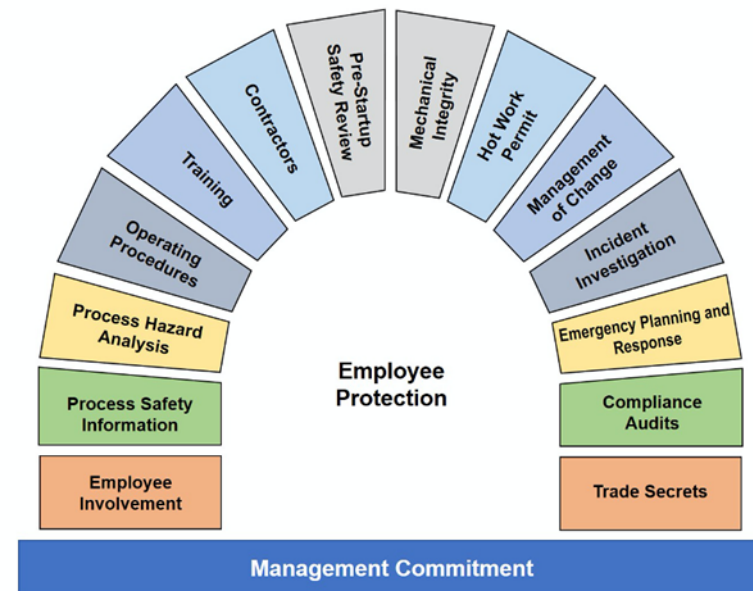 Employee
Involvement
Process Safety
Information
Process Hazard
Analysis
Operating
Procedures
Training
Contractors
Pre-Startup
Safety Review
Mechanical
Integrity
Hot Work
Permit
Management
of Change
Incident
Investigation
Emergency Planning and
Response
Compliance
Audits
Trade Secrets
Employee
Protection
Management Commitment